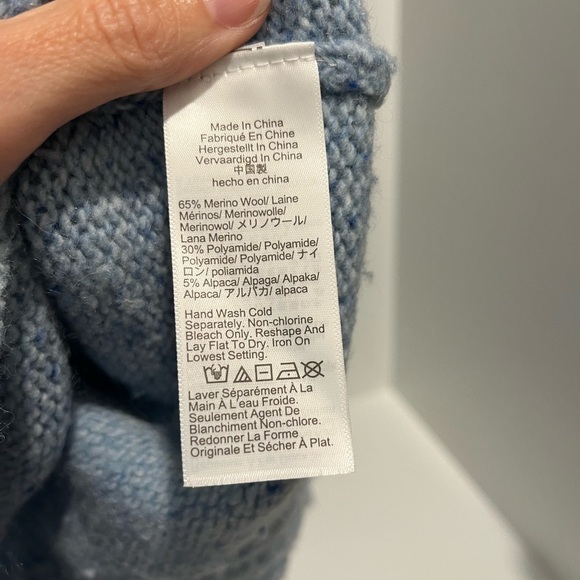 Made In China
Fabriqué En Chine
Hergestellt In China
Vervaardigd In China
中国製
hecho en china
65% Merino Wool/ Laine
Mérinos/ Merinowolle/
Merinowol/ メリノウール/
Lana Merino
30% Polyamide/ Polyamide/
Polyamide/ Polyamide/ ナイ
ロン/ poliamida
5% Alpaca/ Alpaga/ Alpaka/
Alpaca/ アルパカ/ alpaca
Hand Wash Cold
Separately. Non-chlorine
Bleach Only. Reshape And
Lay Flat To Dry. Iron On
Lowest Setting.
Laver Séparément À La
Main À L'eau Froide.
Seulement Agent De
Blanchiment Non-chlore.
Redonner La Forme
Originale Et Sécher À Plat.